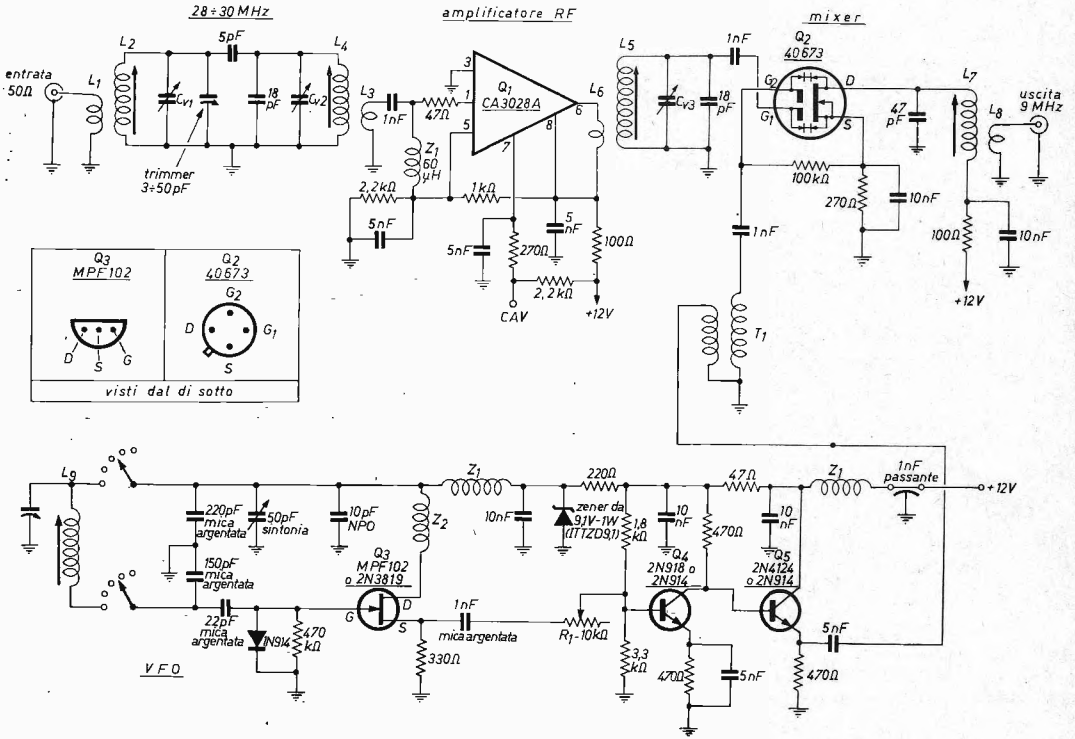 28÷30MHz
amplificatore RF
mixer
entrata
50Ω
L1
L2
5pF
L4
Cv1
18
pF
Cv2
trimmer
3÷50pF
L3
1nF
47Ω
Z1
60
µH
3
1
5
7
8
6
Q1
CA3028A
L6
2,2kΩ
1kΩ
5nF
5nF
270Ω
5
nF
100Ω
2,2kΩ
CAV
+12V
L5
Cv3
18
pF
1nF
Q2
40673
G2
G1
D
S
47
pF
L7
L8
uscita
9 MHz
100kΩ
270Ω
10nF
100Ω
10nF
+12V
1nF
T1
Q3
MPF102
D
S
G
Q2
40673
G2
D
G1
S
visti dal di sotto
L9
220pF
mica
argentata
50pF
sintonia
10pF
NPO
150pF
mica
argentata
22pF
mica
argentata
1N914
470
kΩ
Z1
Z2
Q3
MPF102
o 2N3819
G
D
S
330Ω
1nF
mica argentata
10nF
zener da
9,1V-1W
(ITTZD9,1)
220Ω
1,8
kΩ
R1-10kΩ
3,3
kΩ
10
nF
470Ω
47Ω
10
nF
Q4
2N918 o
2N914
470Ω
5nF
Q5
2N4124
o 2N914
470Ω
5nF
Z1
1nF
passante
+12V
VFO